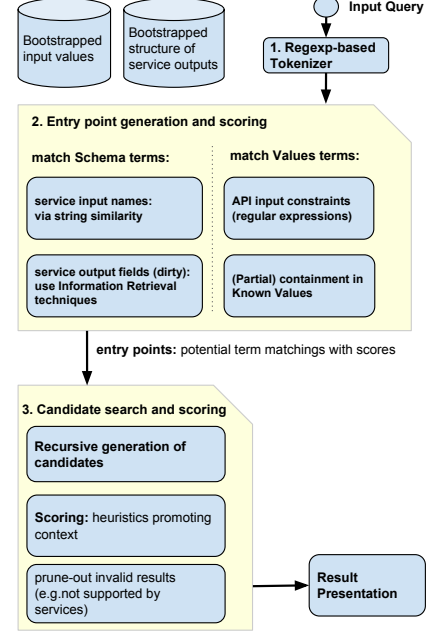 Input Query
Bootstrapped
input values
Bootstrapped
structure of
service outputs
1. Regexp-based
Tokenizer
2. Entry point generation and scoring
match Schema terms:
match Values terms:
service input names:
via string similarity
API input constraints
(regular expressions)
service output fields (dirty):
use Information Retrieval
techniques
(Partial) containment in
Known Values
entry points: potential term matchings with scores
3. Candidate search and scoring
Recursive generation of
candidates
Scoring: heuristics promoting
context
prune-out invalid results
(e.g.not supported by
services)
Result
Presentation